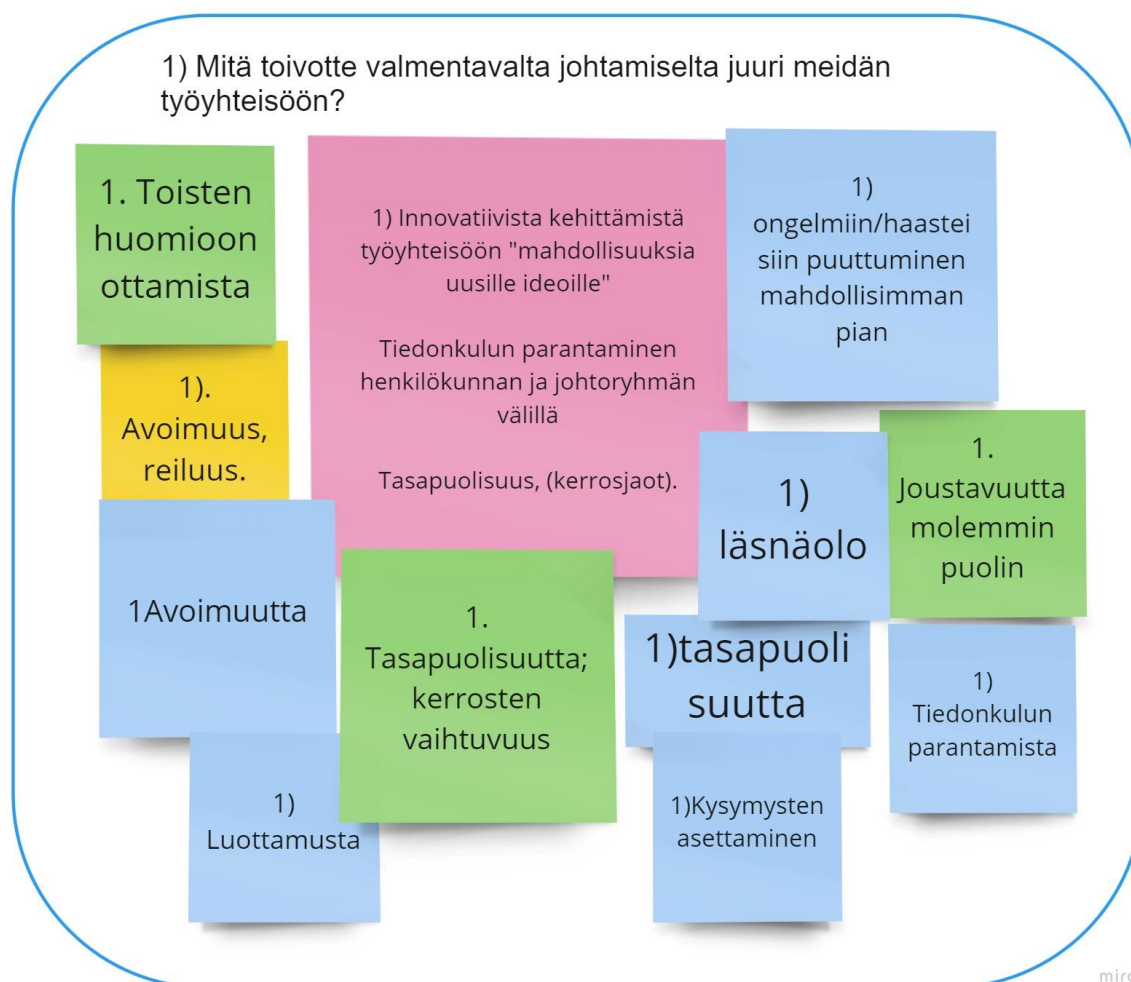 1) Mitä toivotte valmentavalta johtamiselta juuri meidän
työyhteisöön?
1. Toisten
huomioon
ottamista
1) Innovatiivista kehittämistä
työyhteisöön "mahdollisuuksia
uusille ideoille"
Tiedonkulun parantaminen
henkilökunnan ja johtoryhmän
välillä
Tasapuolisuus, (kerrosjaot).
1)
ongelmiin/haastei
siin puuttuminen
mahdollisimman
pian
1).
Avoimuus,
reiluus.
1)
läsnäolo
1.
Joustavuutta
molemmin
puolin
1Avoimuutta
1.
Tasapuolisuutta;
kerrosten
vaihtuvuus
1)tasapuoli
suutta
1)
Tiedonkulun
parantamista
1)
Luottamusta
1)Kysymysten
asettaminen
miro